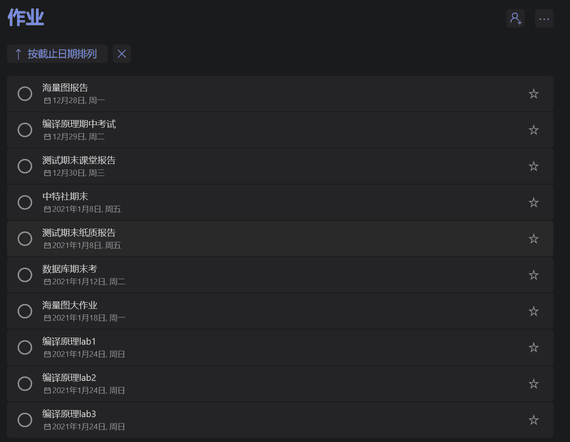 作业
按截止日期排列
海量图报告
12月28日, 周一
编译原理期中考试
12月29日, 周二
测试期末课堂报告
12月30日, 周三
中特社期末
2021年1月8日, 周五
测试期末纸质报告
2021年1月8日, 周五
数据库期末考
2021年1月12日, 周二
海量图大作业
2021年1月18日, 周一
编译原理lab1
2021年1月24日, 周日
编译原理lab2
2021年1月24日, 周日
编译原理lab3
2021年1月24日, 周日